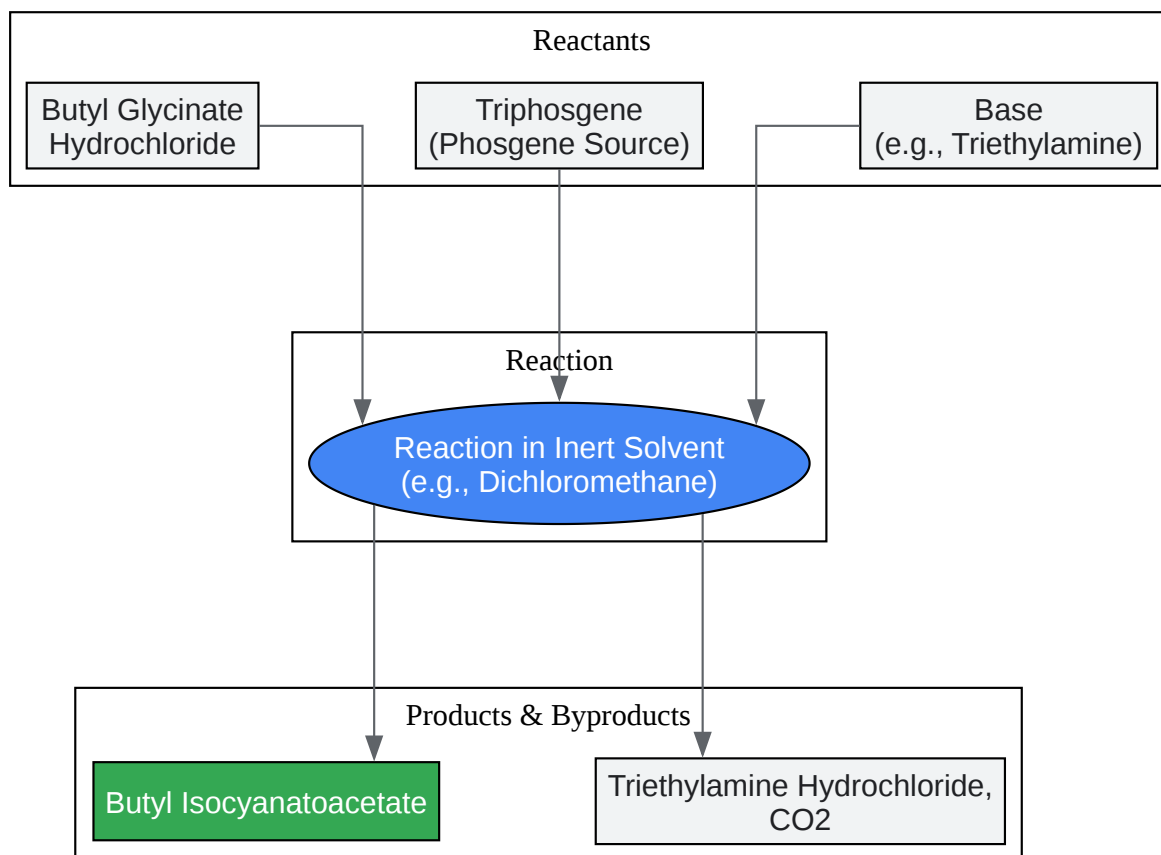 Reactants
Butyl Glycinate
Hydrochloride
Triphosgene
(Phosgene Source)
Base
(e.g., Triethylamine)
Reaction
Reaction in Inert Solvent
(e.g., Dichloromethane)
Products & Byproducts
Butyl Isocyanatoacetate
Triethylamine Hydrochloride,
CO2